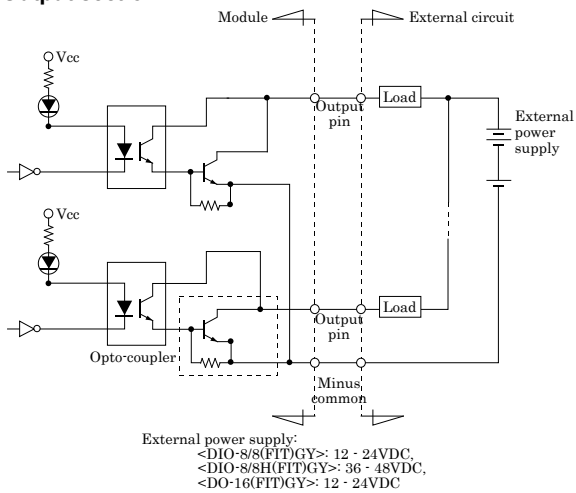 Module
External circuit
Vcc
Output
pin
Load
External
power
supply
Vcc
Output
pin
Load
Opto-coupler
Minus
common
External power supply:
<DIO-8/8(FIT)GY>: 12 - 24VDC,
<DIO-8/8H(FIT)GY>: 36 - 48VDC,
<DO-16(FIT)GY>: 12 - 24VDC